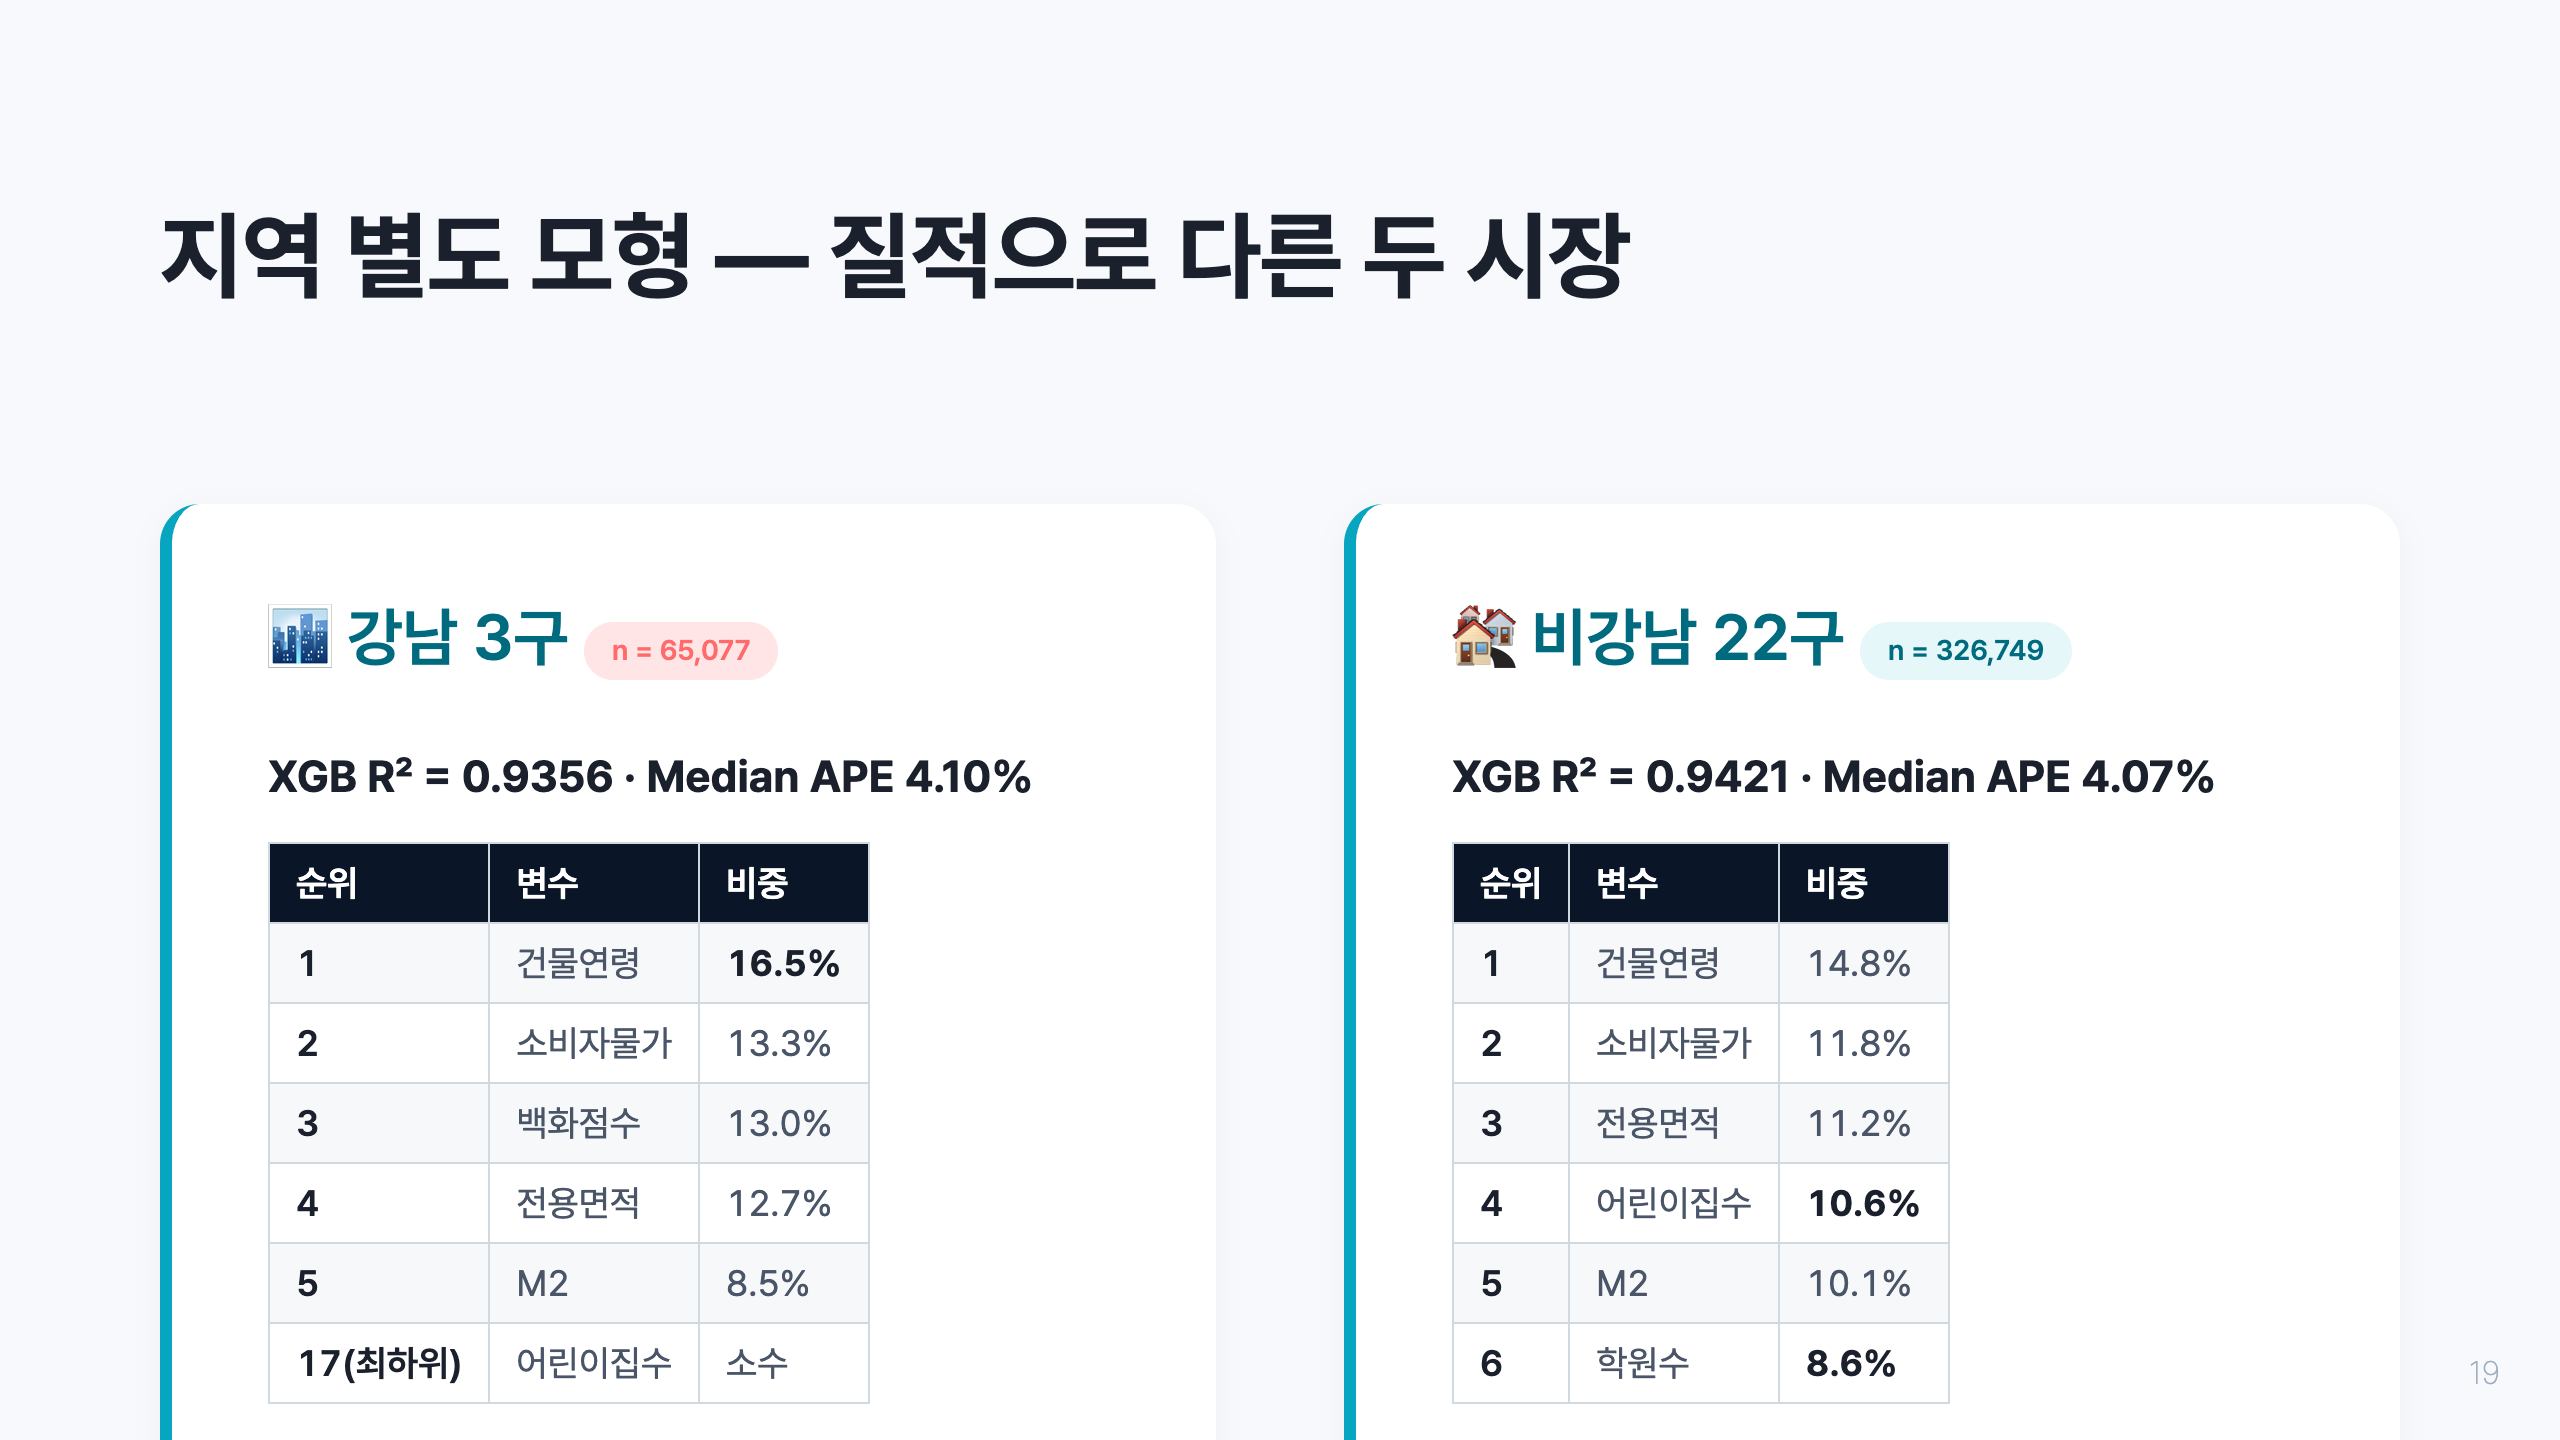 지역 별도 모형 — 질적으로 다른 두 시장
강남 3구 n = 65,077
XGB R² = 0.9356 · Median APE 4.10%
순위 변수 비중
1 건물연령 16.5%
2 소비자물가 13.3%
3 백화점수 13.0%
4 전용면적 12.7%
5 M2 8.5%
17(최하위) 어린이집수 소수
비강남 22구 n = 326,749
XGB R² = 0.9421 · Median APE 4.07%
순위 변수 비중
1 건물연령 14.8%
2 소비자물가 11.8%
3 전용면적 11.2%
4 어린이집수 10.6%
5 M2 10.1%
6 학원수 8.6%
19